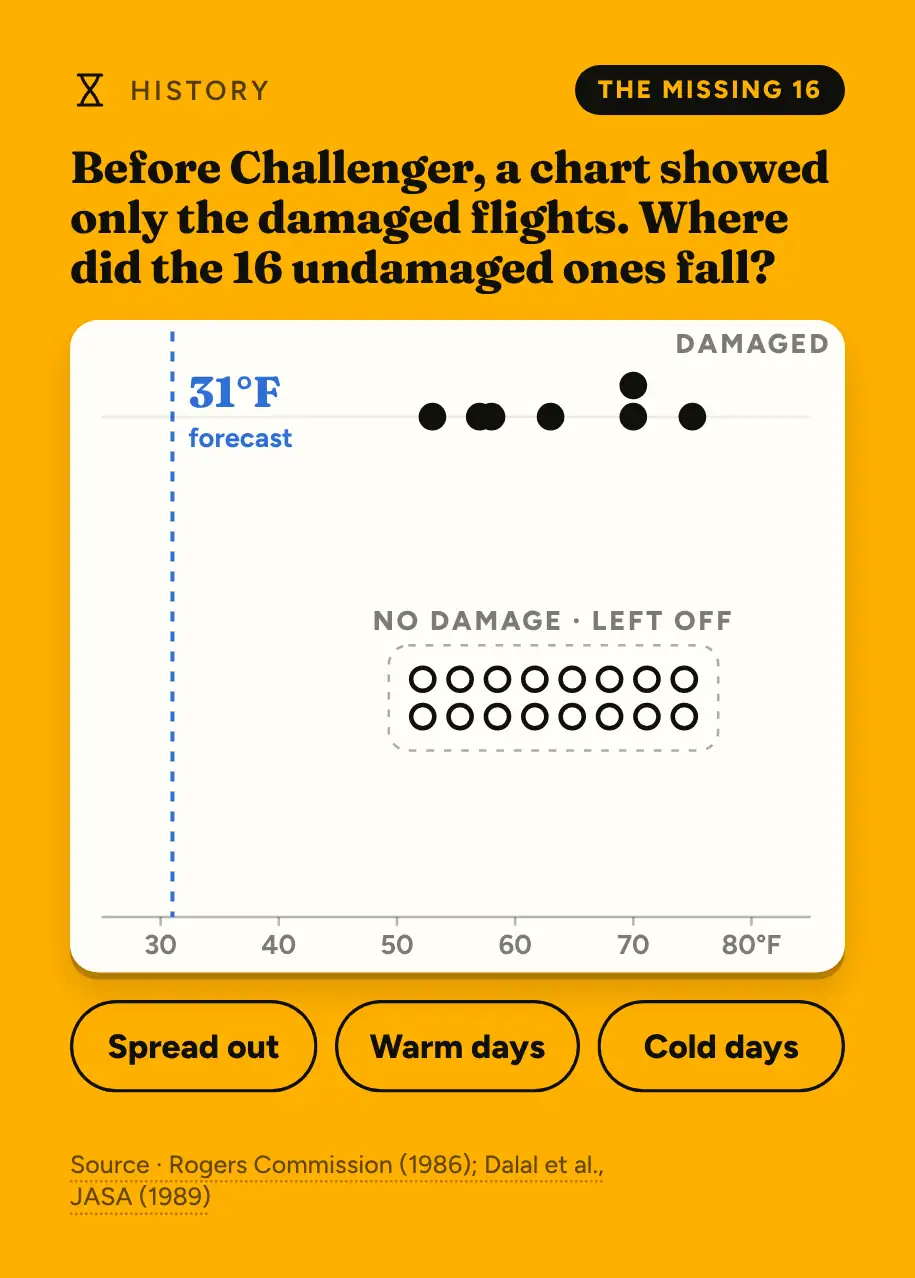 HISTORY
THE MISSING 16
Before Challenger, a chart showed
only the damaged flights. Where
did the 16 undamaged ones fall?
DAMAGED
31°F
forecast
NO DAMAGE · LEFT OFF
30 40 50 60 70 80°F
Spread out
Warm days
Cold days
Source · Rogers Commission (1986); Dalal et al.,
JASA (1989)